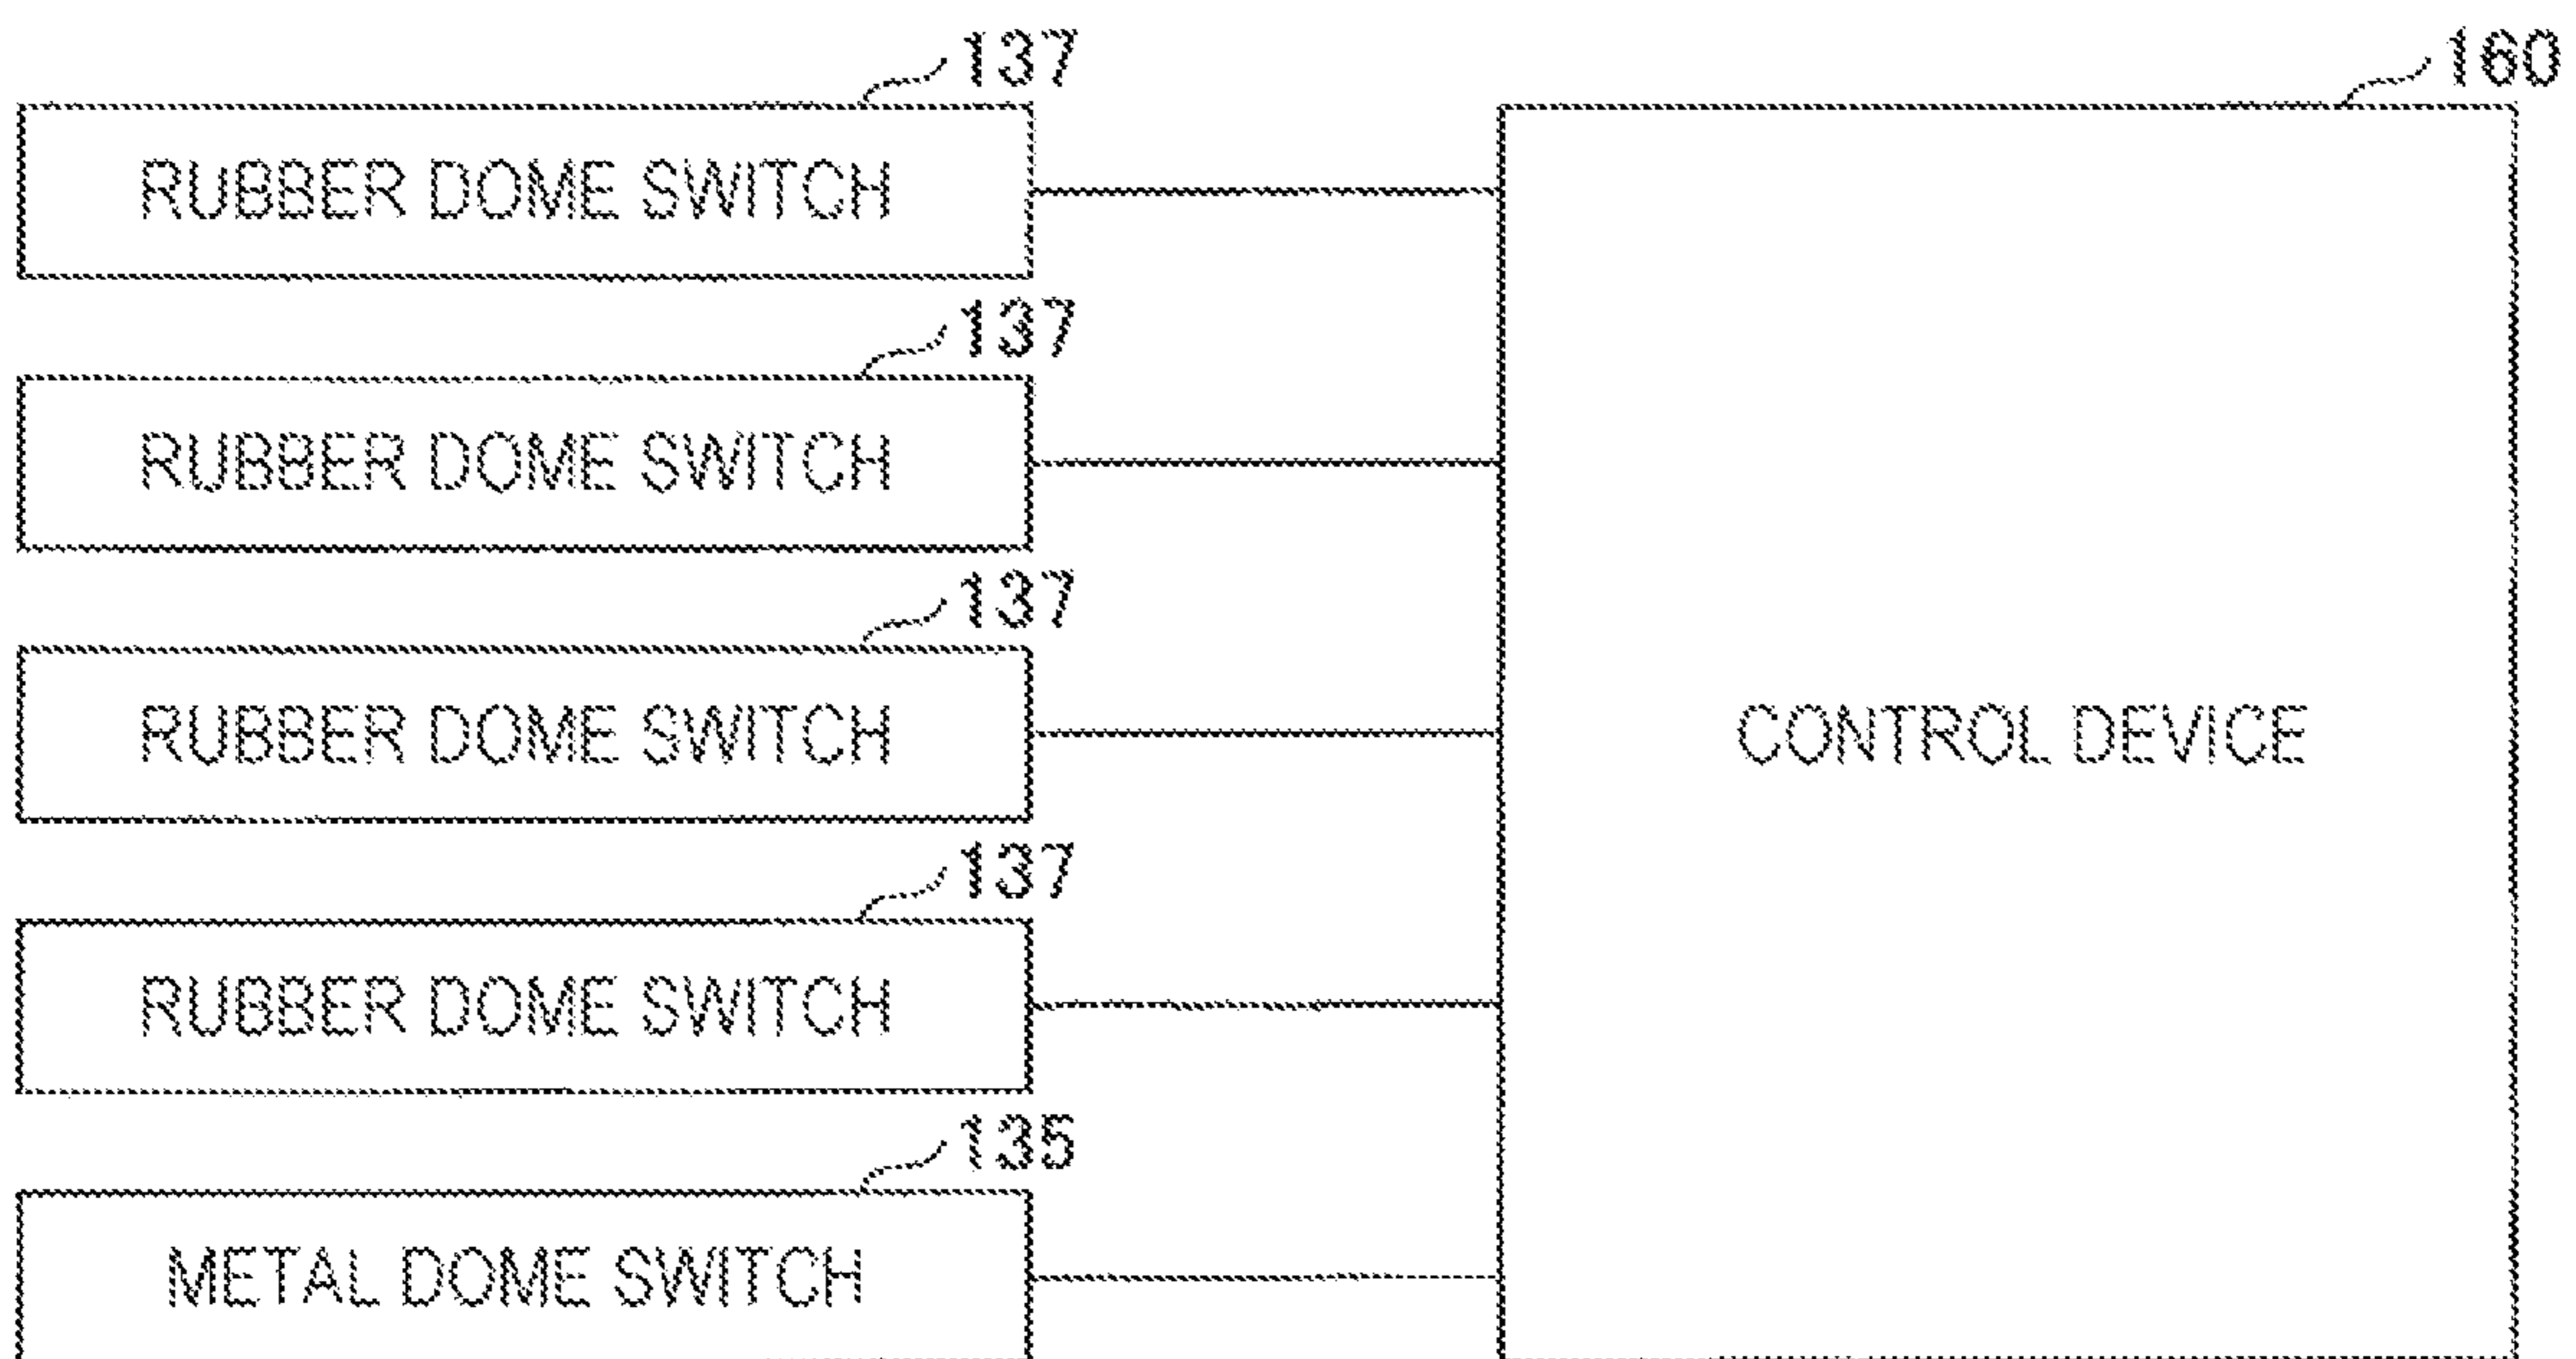 137
160
RUBBER DOME SWITCH
137
RUBBER DOME SWITCH
137
RUBBER DOME SWITCH
CONTROL DEVICE
137
RUBBER DOME SWITCH
135
METAL DOME SWITCH